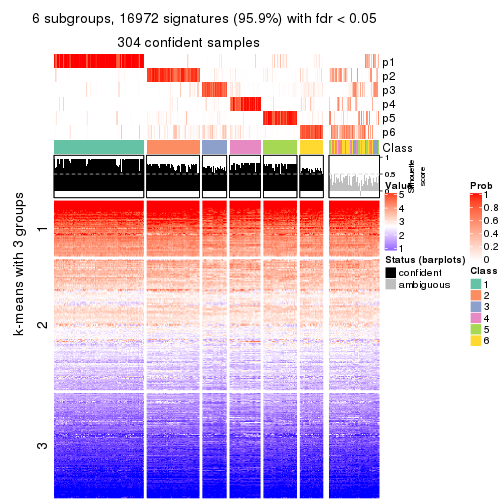 6 subgroups, 16972 signatures (95.9%) with fdr < 0.05
304 confident samples
p1
p2
p3
p4
p5
p6
Class
1
0.5
0
Silhouette
score
k-means with 3 groups
1
2
3
Value
5
4
3
2
1
Status (barplots)
confident
ambiguous
Prob
1
0.8
0.6
0.4
0.2
0
Class
1
2
3
4
5
6